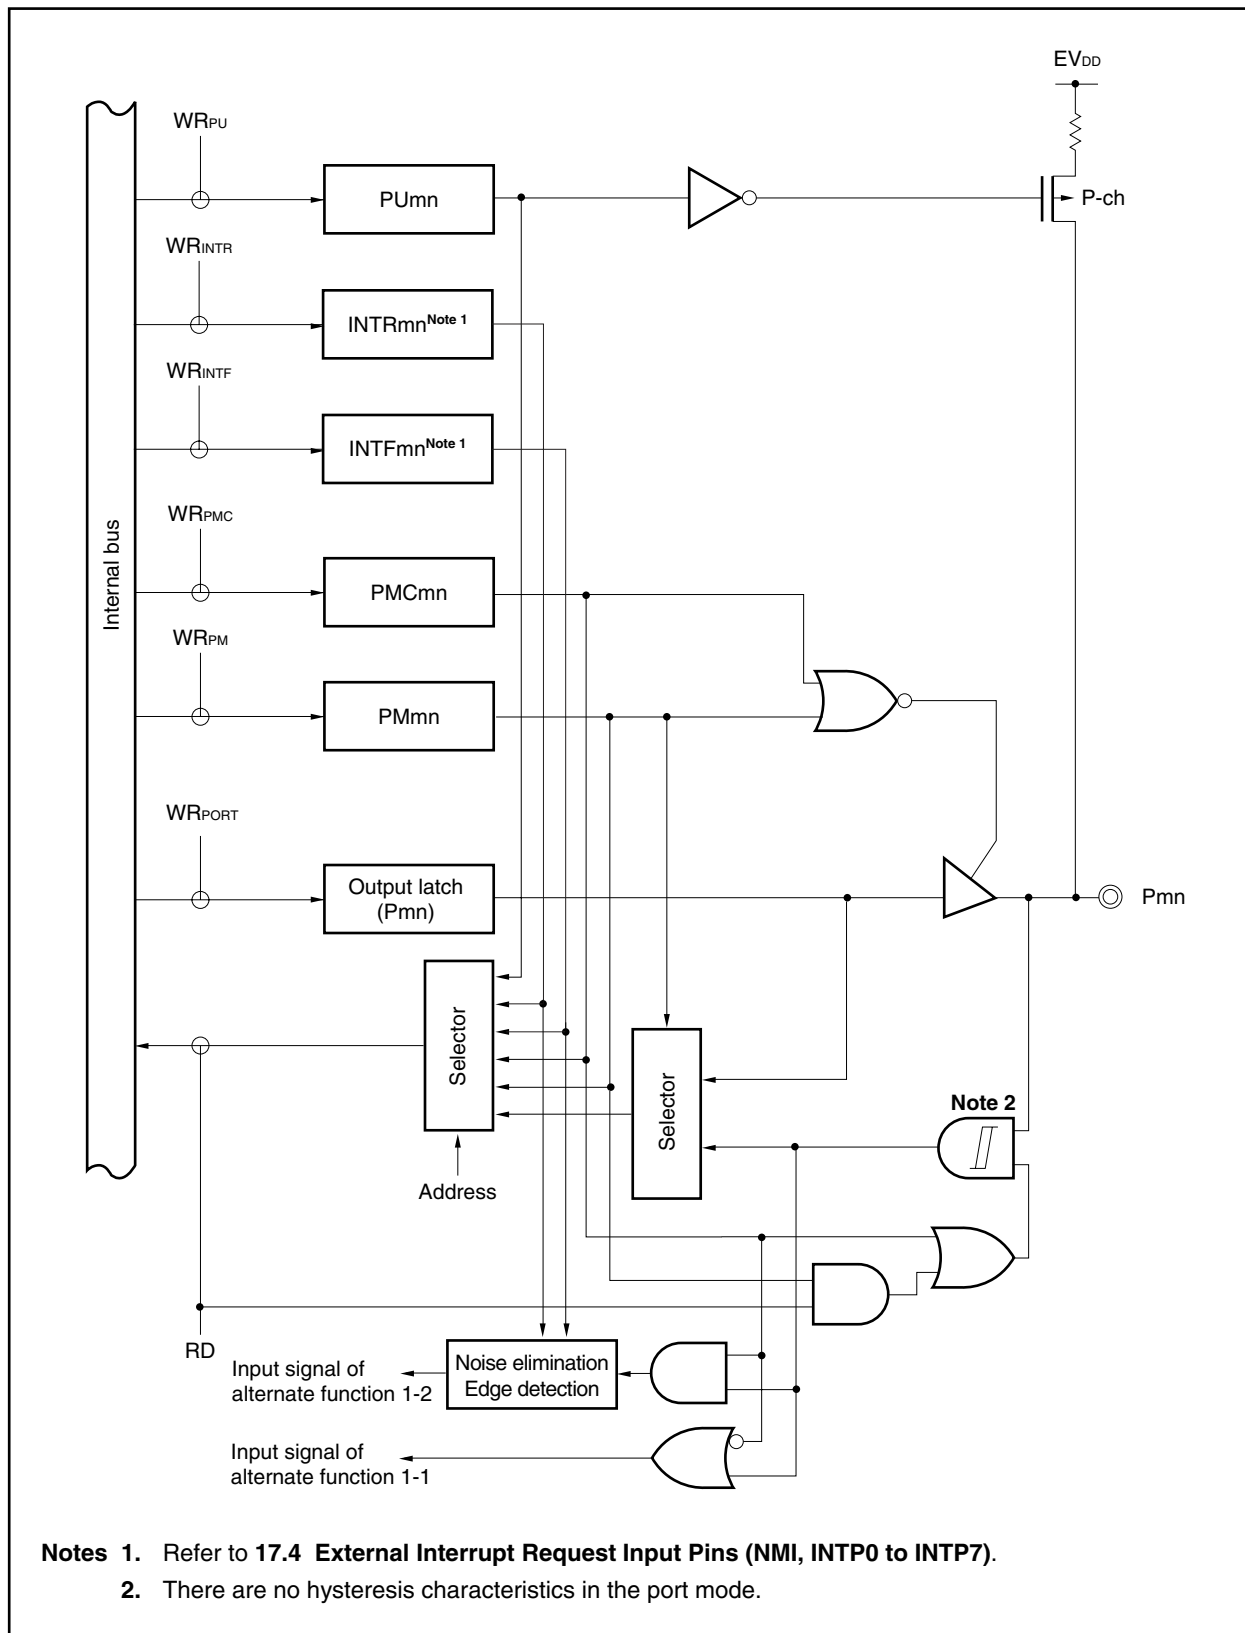 EVDD
WRPU
PUmn
P-ch
WRINTR
INTRmnNote 1
WRINTF
INTFmnNote 1
WRPMC
Internal bus
PMCmn
WRPM
PMmn
WRPORT
Output latch
(Pmn)
Pmn
Selector
Selector
Note 2
Address
RD
Noise elimination
Edge detection
Input signal of
alternate function 1-2
Input signal of
alternate function 1-1
Notes 1. Refer to 17.4 External Interrupt Request Input Pins (NMI, INTP0 to INTP7).
2. There are no hysteresis characteristics in the port mode.